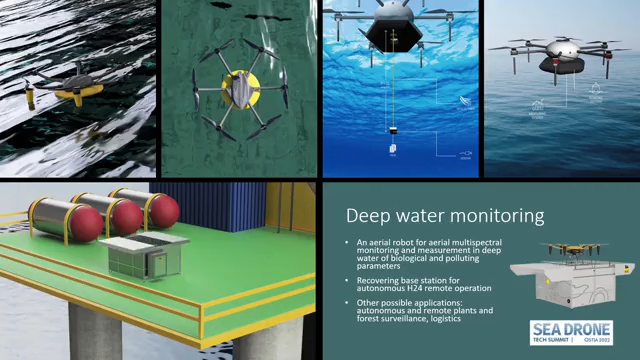 Deep water monitoring
• An aerial robot for aerial multispectral
monitoring and measurement in deep
water of biological and polluting
parameters
• Recovering base station for
autonomous H24 remote operation
• Other possible applications:
autonomous and remote plants and
forest surveillance, logistics
SEA DRONE
TECH SUMMIT
OSTIA 2022